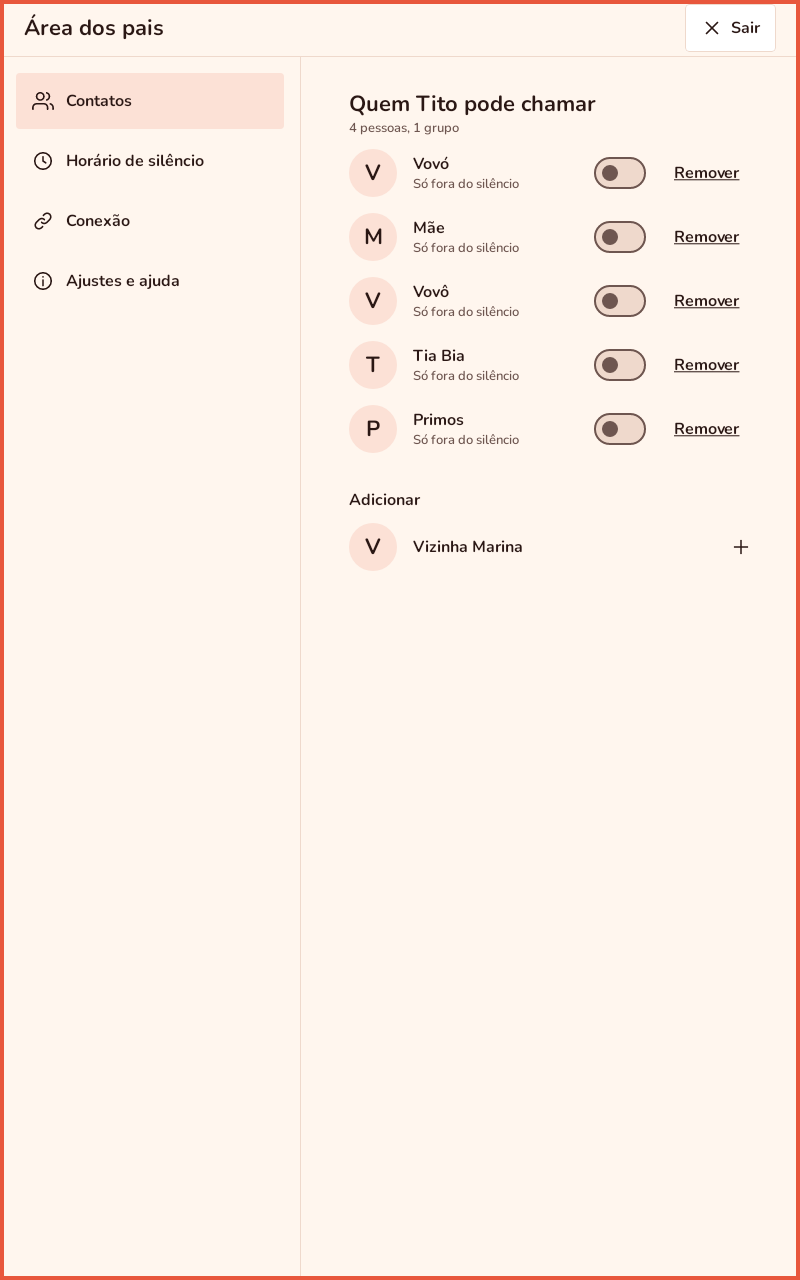 Área dos pais
Sair
Contatos
Horário de silêncio
Conexão
Ajustes e ajuda
Quem Tito pode chamar
4 pessoas, 1 grupo
V
Vovó
Só fora do silêncio
Remover
M
Mãe
Só fora do silêncio
Remover
V
Vovô
Só fora do silêncio
Remover
T
Tia Bia
Só fora do silêncio
Remover
P
Primos
Só fora do silêncio
Remover
Adicionar
V
Vizinha Marina